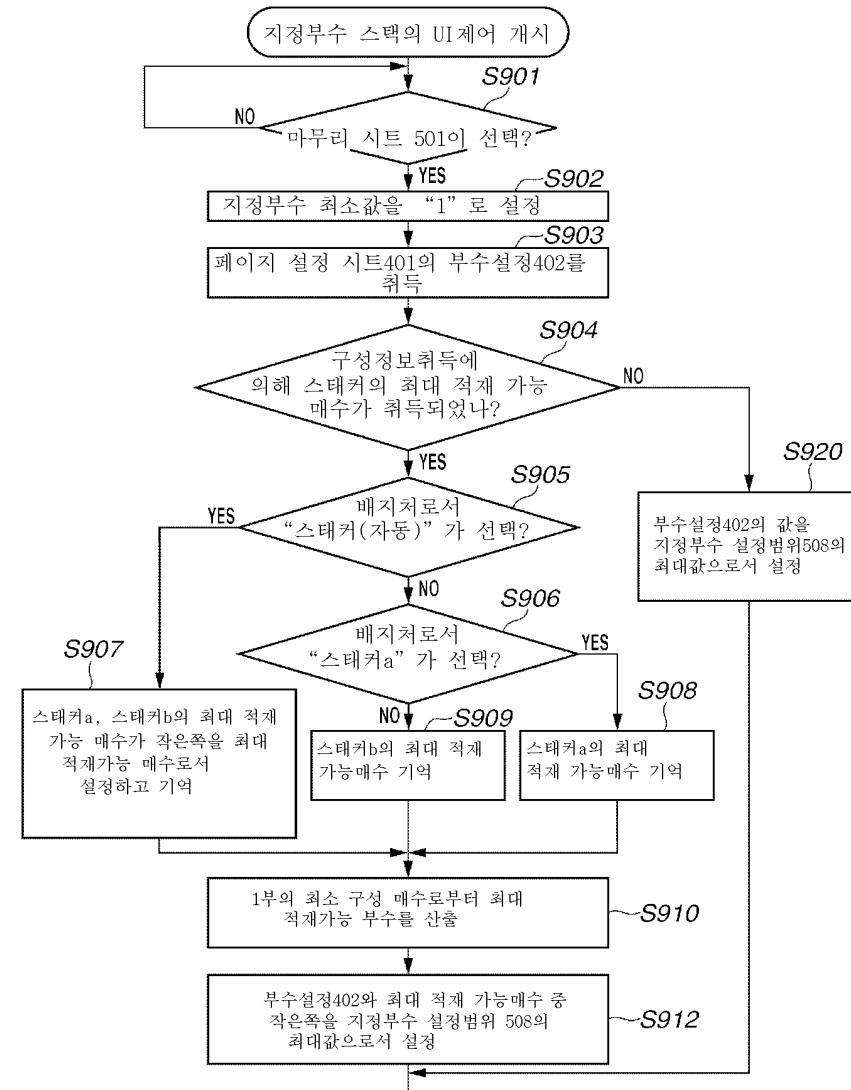 지정부수 스택의 UI제어 개시
S901
NO
마무리 시트 501이 선택?
YES
S902
지정부수 최소값을 “1”로 설정
S903
페이지 설정 시트401의 부수설정402를
취득
S904
구성정보취득에
의해 스태커의 최대 적재 가능
매수가 취득되었나?
NO
YES
S905
배지처로서
“스태커(자동)”가 선택?
YES
NO
S920
부수설정402의 값을
지정부수 설정범위508의
최대값으로서 설정
S906
배지처로서
“스태커a”가 선택?
YES
NO
S907
스태커a, 스태커b의 최대 적재
가능 매수가 작은쪽을 최대
적재가능 매수로서
설정하고 기억
S909
스태커b의 최대 적재
가능매수 기억
S908
스태커a의 최대
적재 가능매수 기억
1부의 최소 구성 매수로부터 최대
적재가능 부수를 산출
S910
부수설정402와 최대 적재 가능매수 중
작은쪽을 지정부수 설정범위 508의
최대값으로서 설정
S912